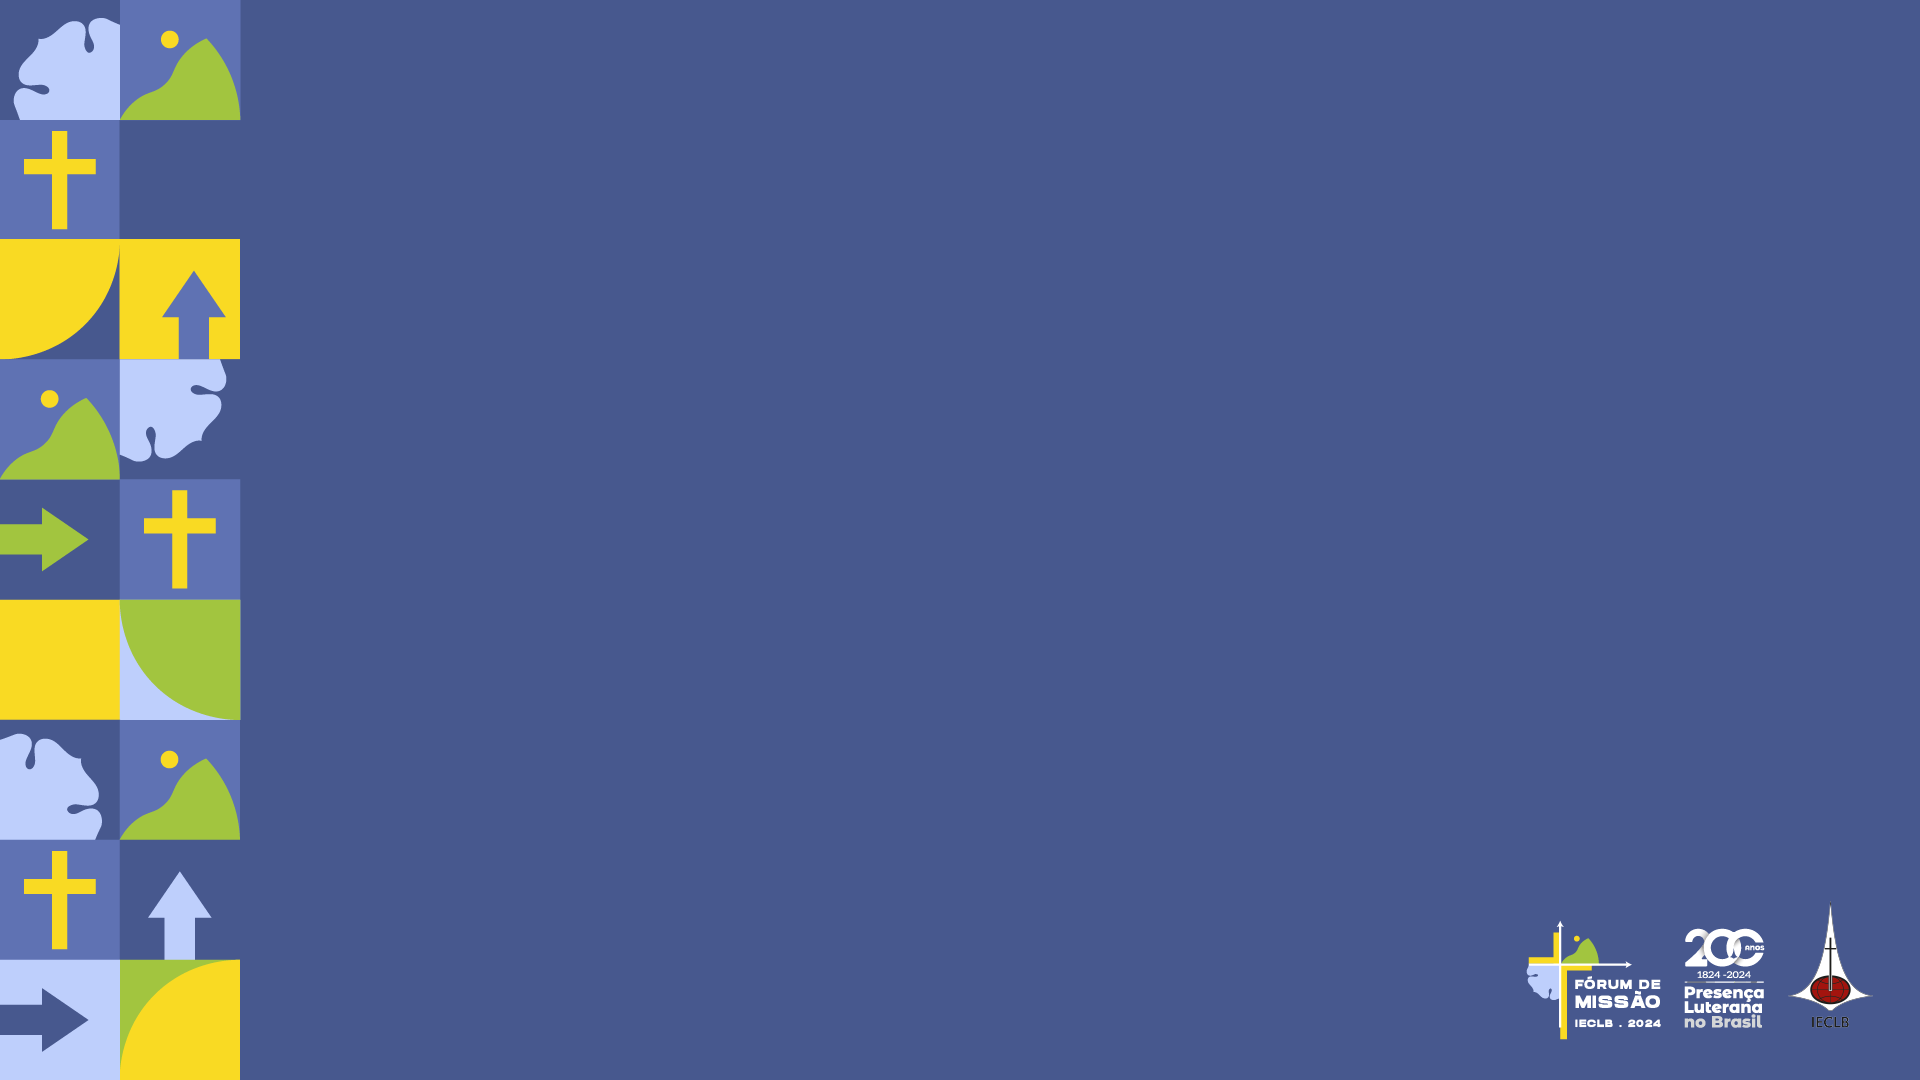 FÓRUM DE
MISSÃO
IECLB . 2024
200 anos
1824 -2024
Presença
Luterana
no Brasil
IECLB